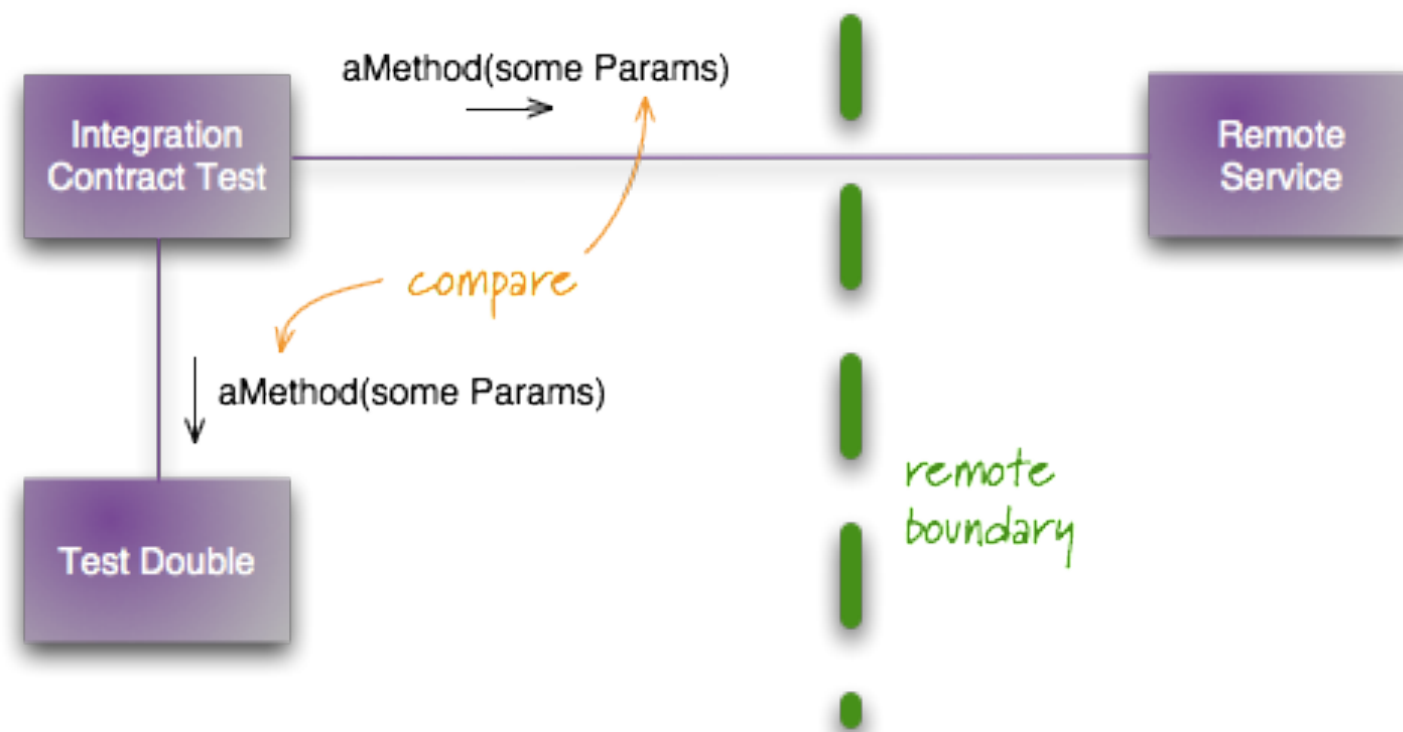 aMethod(some Params)
Integration
Contract Test
Remote
Service
compare
aMethod(some Params)
remote
boundary
Test Double